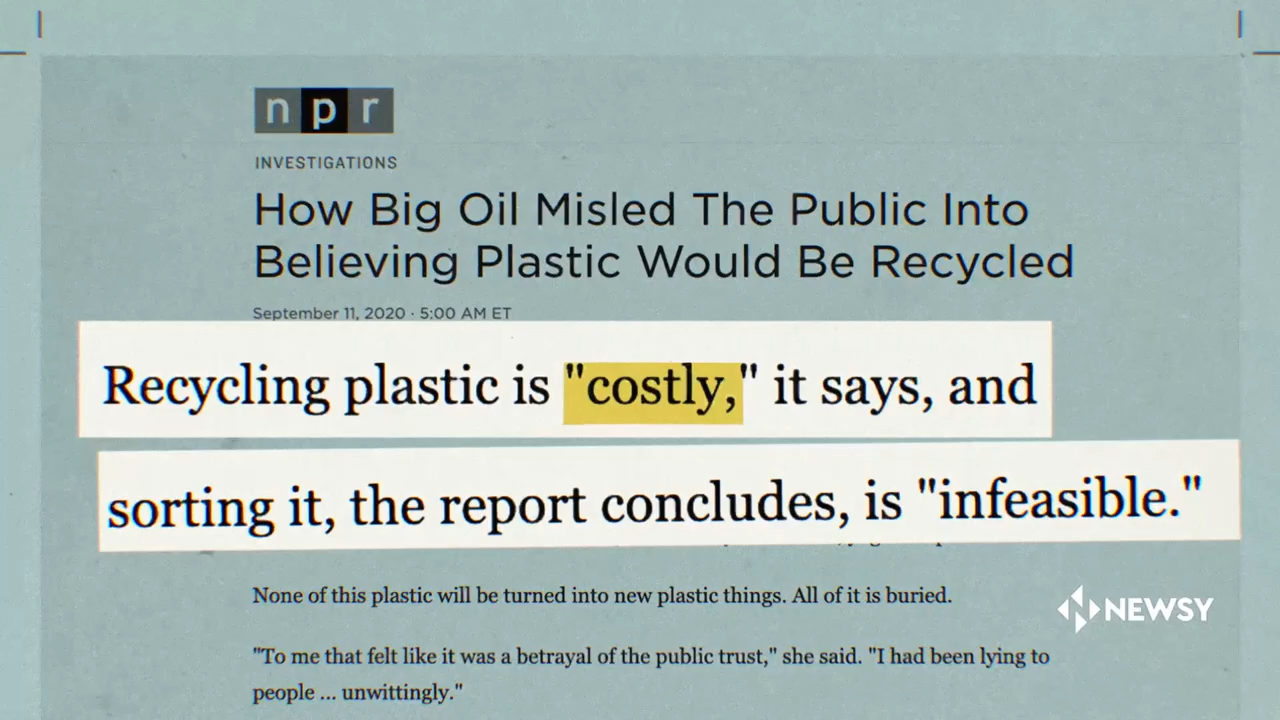 npr
INVESTIGATIONS
How Big Oil Misled The Public Into
Believing Plastic Would Be Recycled
September 11, 2020 · 5:00 AM ET
Recycling plastic is "costly," it says, and
sorting it, the report concludes, is "infeasible."
None of this plastic will be turned into new plastic things. All of it is buried.
NEWSY
"To me that felt like it was a betrayal of the public trust," she said. "I had been lying to
people ... unwittingly."